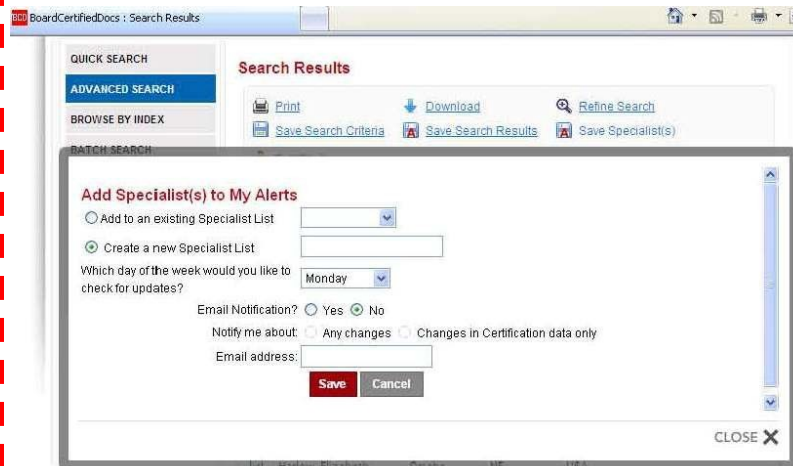 BCD BoardCertifiedDocs : Search Results
QUICK SEARCH
ADVANCED SEARCH
BROWSE BY INDEX
BATCH SEARCH
Search Results
Print Download Refine Search
Save Search Criteria Save Search Results Save Specialist(s)
Add Specialist(s) to My Alerts
Add to an existing Specialist List
Create a new Specialist List
Which day of the week would you like to
check for updates? Monday
Email Notification? Yes No
Notify me about: Any changes Changes in Certification data only
Email address:
Save Cancel
CLOSE X